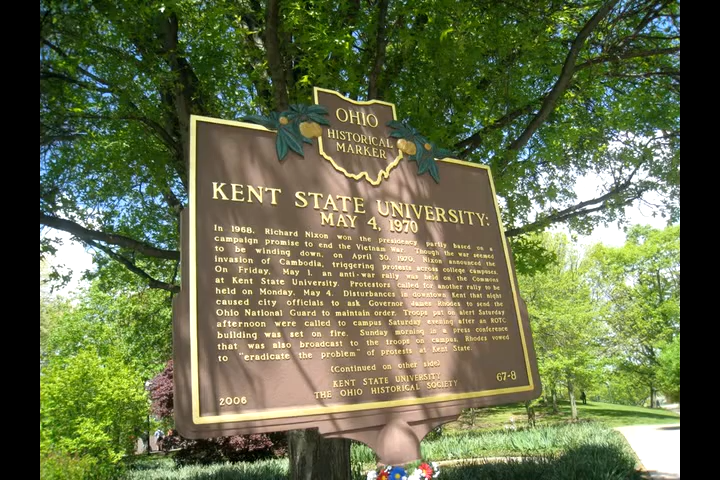 OHIO
HISTORICAL
MARKER
KENT STATE UNIVERSITY:
MAY 4, 1970
In 1968, Richard Nixon won the presidency partly based on a
campaign promise to end the Vietnam War. Though the war seemed
to be winding down, on April 30, 1970, Nixon announced the
invasion of Cambodia, triggering protests across college campuses.
On Friday, May 1, an anti-war rally was held on the Commons
at Kent State University. Protestors called for another rally to be
held on Monday, May 4. Disturbances in downtown Kent that night
caused city officials to ask Governor James Rhodes to send the
Ohio National Guard to maintain order. Troops put on alert Saturday
afternoon were called to campus Saturday evening after an ROTC
building was set on fire. Sunday morning in a press conference
that was also broadcast to the troops on campus, Rhodes vowed
to "eradicate the problem" of protests at Kent State.
(Continued on other side)
KENT STATE UNIVERSITY
THE OHIO HISTORICAL SOCIETY
2006
67-8